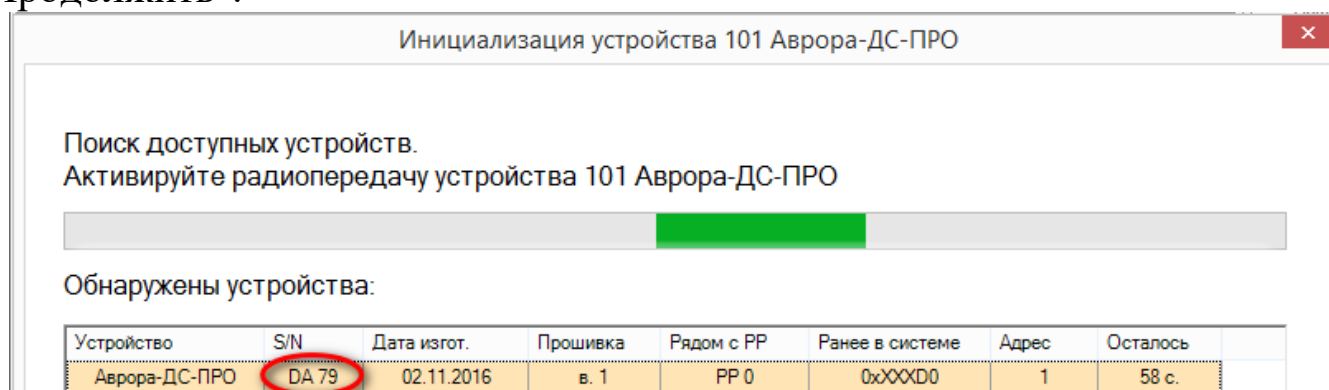 Инициализация устройства 101 Аврора-ДС-ПРО
Поиск доступных устройств.
Активируйте радиопередачу устройства 101 Аврора-ДС-ПРО
Обнаружены устройства:
Устройство S/N Дата изгот. Прошивка Рядом с РР Ранее в системе Адрес Осталось
Аврора-ДС-ПРО DA 79 02.11.2016 в. 1 РР 0 0xXXXD0 1 58 с.